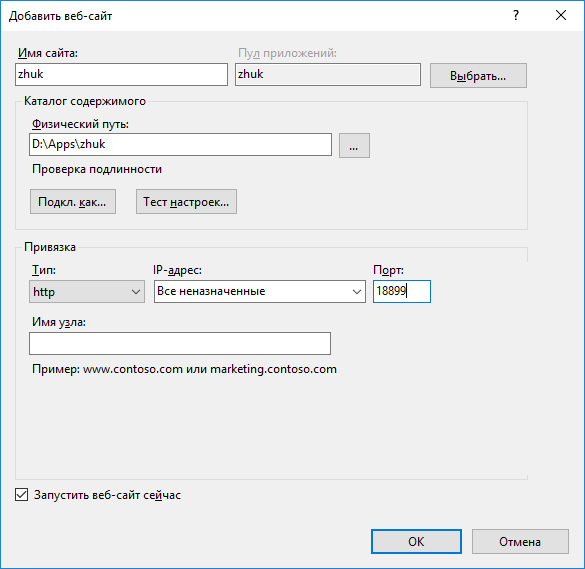 Добавить веб-сайт ?
Имя сайта: Пул приложений:
zhuk zhuk Выбрать...
Каталог содержимого
Физический путь:
D:\Apps\zhuk ...
Проверка подлинности
Подкл. как... Тест настроек...
Привязка
Тип: IP-адрес: Порт:
http Все неназначенные 18899
Имя узла:
Пример: www.contoso.com или marketing.contoso.com
Запустить веб-сайт сейчас
ОК Отмена